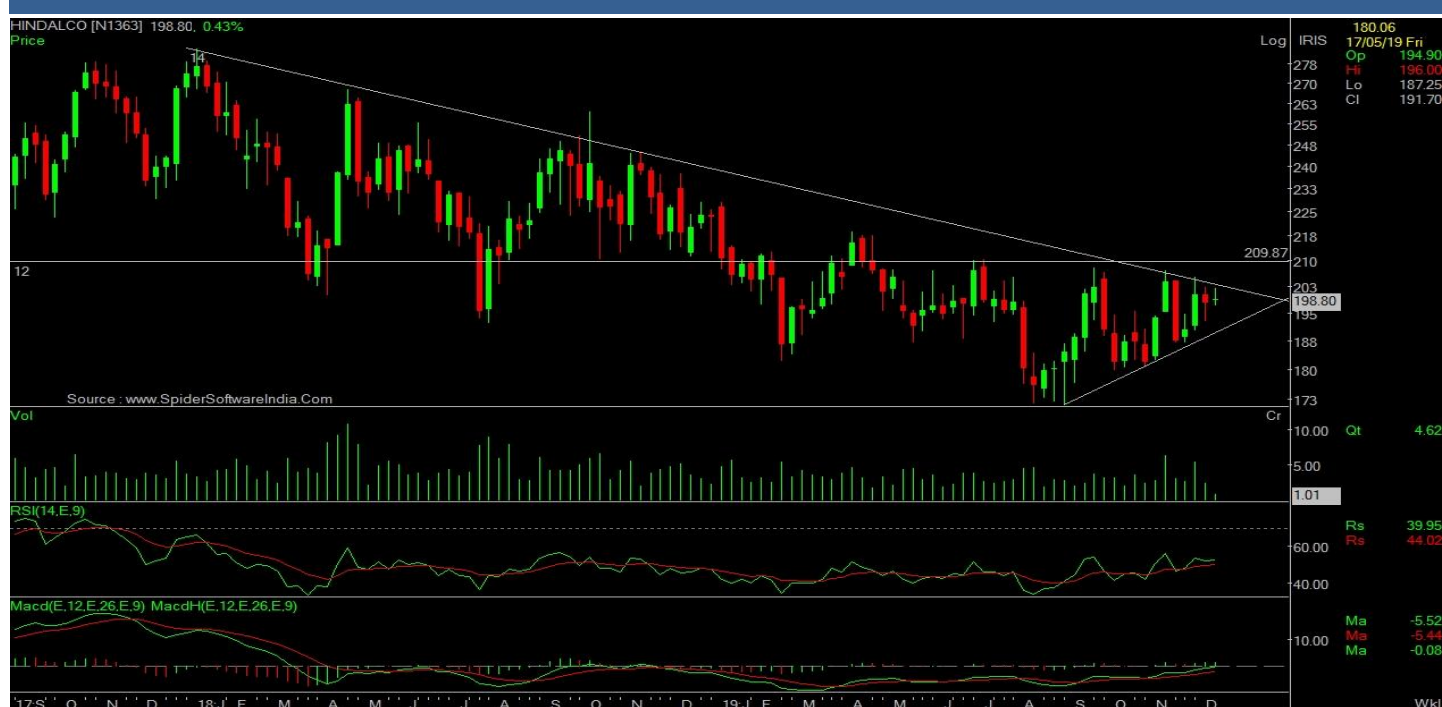 HINDALCO [N1363] 198.80, 0.43%
Price
Log
IRIS
180.06
17/05/19 Fri
Op 194.90
Hi 196.00
Lo 187.25
Cl 191.70
14
278
270
263
255
248
240
233
225
218
209.87
210
12
203
198.80
195
188
180
173
Source : www.SpiderSoftwareIndia.Com
Vol
Cr
10.00
Qt 4.62
5.00
1.01
RSI(14,E,9)
Rs 39.95
Rs 44.02
60.00
40.00
Macd(E,12,E,26,E,9) MacdH(E,12,E,26,E,9)
Ma -5.52
Ma -5.44
Ma -0.08
10.00
'17:S O N D 18:J F M A M J J A S O N D 19:J F M A M J J A S O N D
Wkl